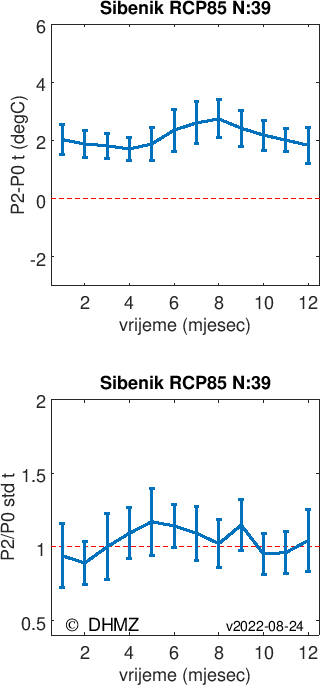 Sibenik RCP85 N:39
6
4
2
0
-2
P2-P0 t (degC)
2 4 6 8 10 12
vrijeme (mjesec)
Sibenik RCP85 N:39
2
1.5
1
0.5
P2/P0 std t
© DHMZ v2022-08-24
2 4 6 8 10 12
vrijeme (mjesec)